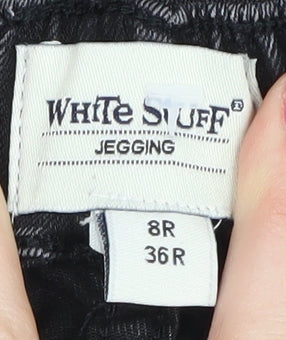 WHITE STUFF®
JEGGING
8R
36R